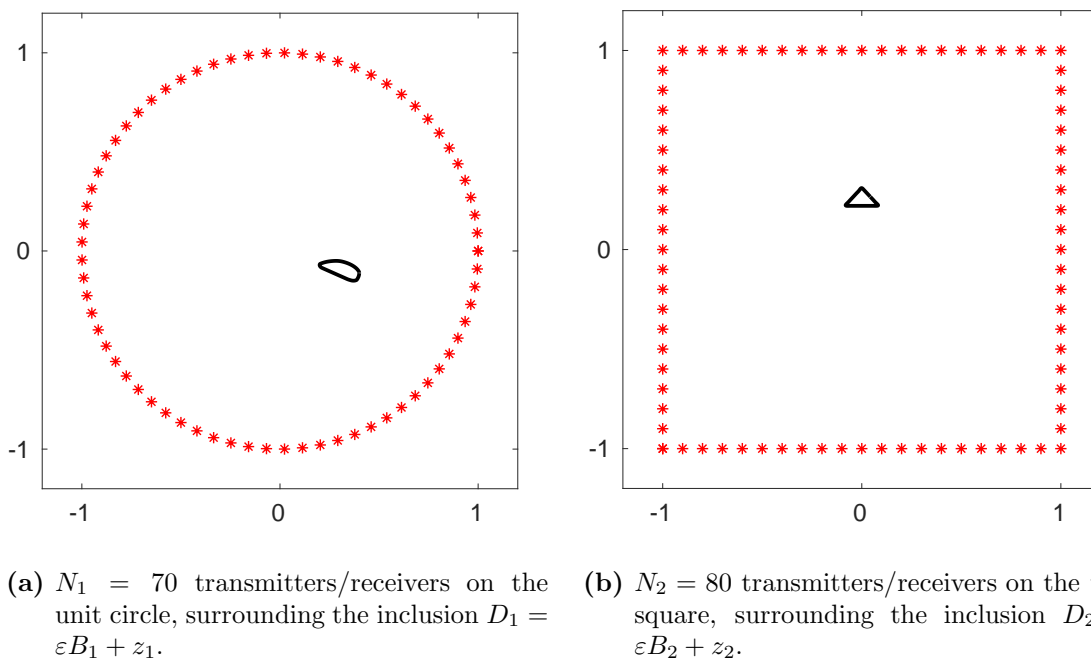 1
0
-1
-1
0
1
1
0
-1
-1
0
1
(a) N₁ = 70 transmitters/receivers on the
unit circle, surrounding the inclusion D₁ =
εB₁ + z₁.
(b) N₂ = 80 transmitters/receivers on the
square, surrounding the inclusion D₂
εB₂ + z₂.